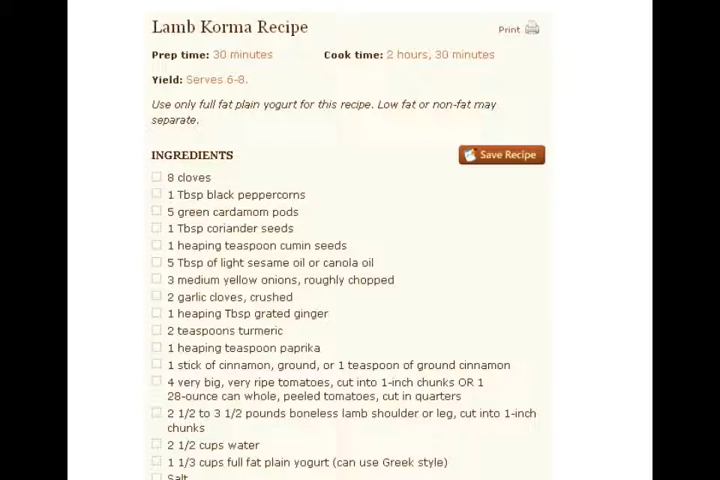 Lamb Korma Recipe
Print
Prep time: 30 minutes
Cook time: 2 hours, 30 minutes
Yield: Serves 6-8.
Use only full fat plain yogurt for this recipe. Low fat or non-fat may
separate.
INGREDIENTS
Save Recipe
8 cloves
1 Tbsp black peppercorns
5 green cardamom pods
1 Tbsp coriander seeds
1 heaping teaspoon cumin seeds
5 Tbsp of light sesame oil or canola oil
3 medium yellow onions, roughly chopped
2 garlic cloves, crushed
1 heaping Tbsp grated ginger
2 teaspoons turmeric
1 heaping teaspoon paprika
1 stick of cinnamon, ground, or 1 teaspoon of ground cinnamon
4 very big, very ripe tomatoes, cut into 1-inch chunks OR 1
28-ounce can whole, peeled tomatoes, cut in quarters
2 1/2 to 3 1/2 pounds boneless lamb shoulder or leg, cut into 1-inch
chunks
2 1/2 cups water
1 1/3 cups full fat plain yogurt (can use Greek style)
Salt